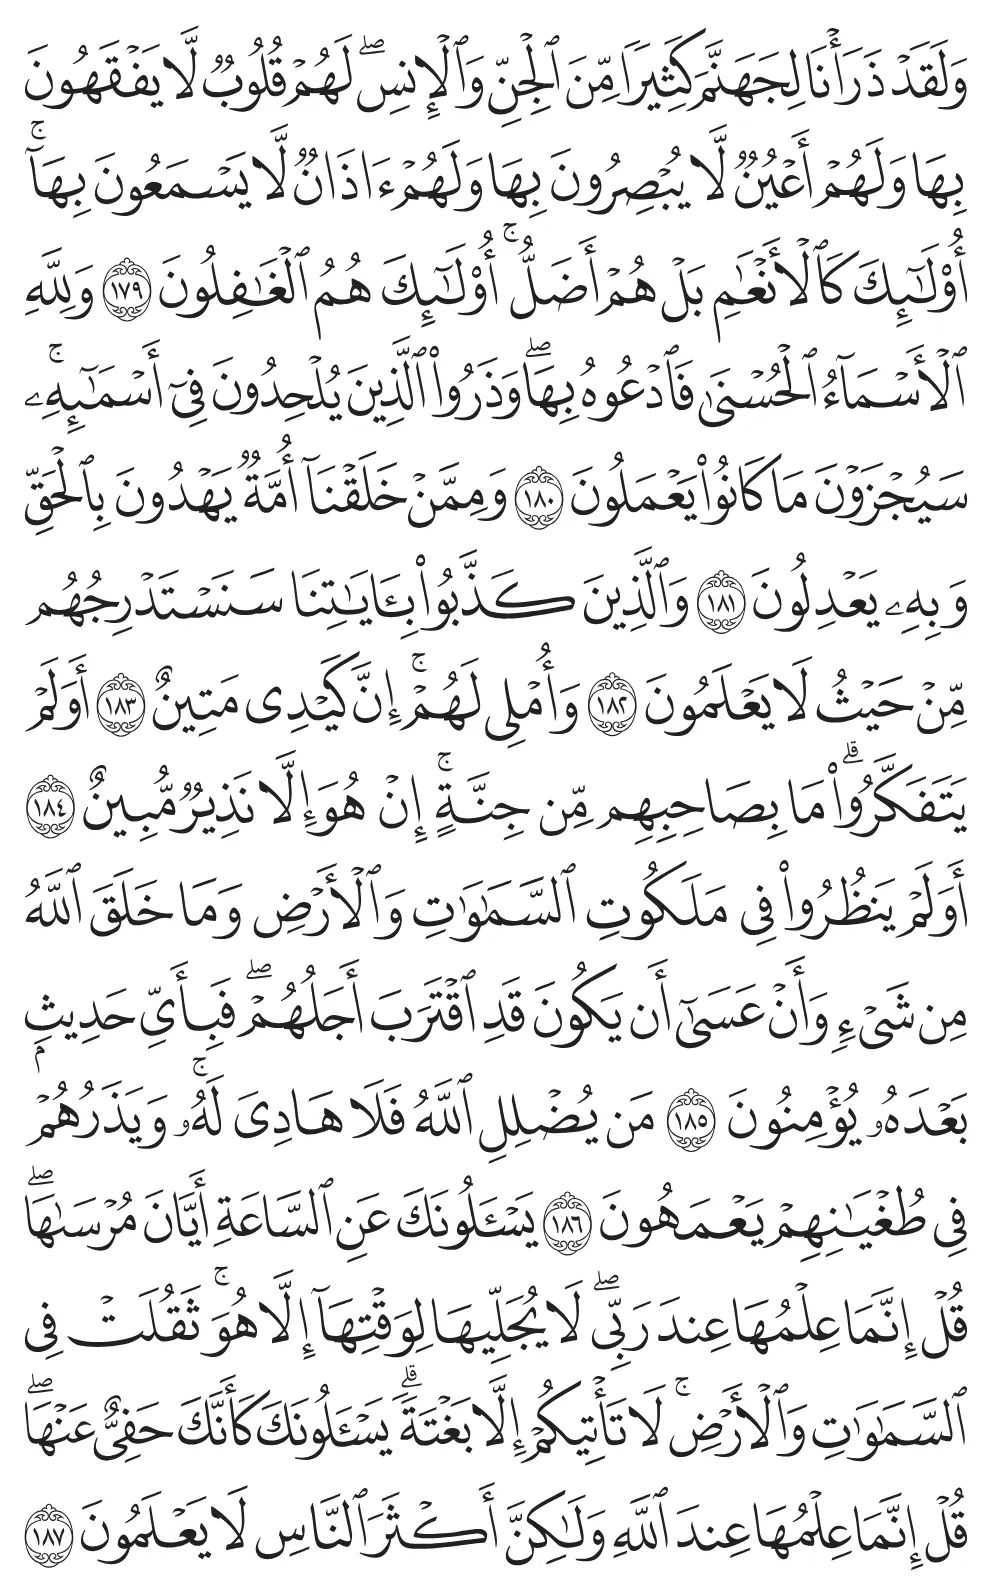 وَلَقَدۡ ذَرَأۡنَا لِجَهَنَّمَ كَثِيرٗا مِّنَ ٱلۡجِنِّ وَٱلۡإِنسِۖ لَهُمۡ قُلُوبٞ لَّا يَفۡقَهُونَ
بِهَا وَلَهُمۡ أَعۡيُنٞ لَّا يُبۡصِرُونَ بِهَا وَلَهُمۡ ءَاذَانٞ لَّا يَسۡمَعُونَ بِهَآۚ
أُوْلَٰٓئِكَ كَٱلۡأَنۡعَٰمِ بَلۡ هُمۡ أَضَلُّۚ أُوْلَٰٓئِكَ هُمُ ٱلۡغَٰفِلُونَ ١٧٩ وَلِلَّهِ
ٱلۡأَسۡمَآءُ ٱلۡحُسۡنَىٰ فَٱدۡعُوهُ بِهَاۖ وَذَرُواْ ٱلَّذِينَ يُلۡحِدُونَ فِيٓ أَسۡمَٰٓئِهِۦۚ
سَيُجۡزَوۡنَ مَا كَانُواْ يَعۡمَلُونَ ١٨٠ وَمِمَّنۡ خَلَقۡنَآ أُمَّةٞ يَهۡدُونَ بِٱلۡحَقِّ
وَبِهِۦ يَعۡدِلُونَ ١٨١ وَٱلَّذِينَ كَذَّبُواْ بِـَٔايَٰتِنَا سَنَسۡتَدۡرِجُهُم
مِّنۡ حَيۡثُ لَا يَعۡلَمُونَ ١٨٢ وَأُمۡلِي لَهُمۡۚ إِنَّ كَيۡدِي مَتِينٌ ١٨٣ أَوَلَمۡ
يَتَفَكَّرُواْۗ مَا بِصَاحِبِهِم مِّن جِنَّةٍۚ إِنۡ هُوَ إِلَّا نَذِيرٞ مُّبِينٌ ١٨٤
أَوَلَمۡ يَنظُرُواْ فِي مَلَكُوتِ ٱلسَّمَٰوَٰتِ وَٱلۡأَرۡضِ وَمَا خَلَقَ ٱللَّهُ
مِن شَيۡءٖ وَأَنۡ عَسَىٰٓ أَن يَكُونَ قَدِ ٱقۡتَرَبَ أَجَلُهُمۡۖ فَبِأَيِّ حَدِيثِۭ
بَعۡدَهُۥ يُؤۡمِنُونَ ١٨٥ مَن يُضۡلِلِ ٱللَّهُ فَلَا هَادِيَ لَهُۥۚ وَيَذَرُهُمۡ
فِي طُغۡيَٰنِهِمۡ يَعۡمَهُونَ ١٨٦ يَسۡـَٔلُونَكَ عَنِ ٱلسَّاعَةِ أَيَّانَ مُرۡسَىٰهَاۖ
قُلۡ إِنَّمَا عِلۡمُهَا عِندَ رَبِّيۖ لَا يُجَلِّيهَا لِوَقۡتِهَآ إِلَّا هُوَۚ ثَقُلَتۡ فِي
ٱلسَّمَٰوَٰتِ وَٱلۡأَرۡضِۚ لَا تَأۡتِيكُمۡ إِلَّا بَغۡتَةٗۗ يَسۡـَٔلُونَكَ كَأَنَّكَ حَفِيٌّ عَنۡهَاۖ
قُلۡ إِنَّمَا عِلۡمُهَا عِندَ ٱللَّهِ وَلَٰكِنَّ أَكۡثَرَ ٱلنَّاسِ لَا يَعۡلَمُونَ ١٨٧